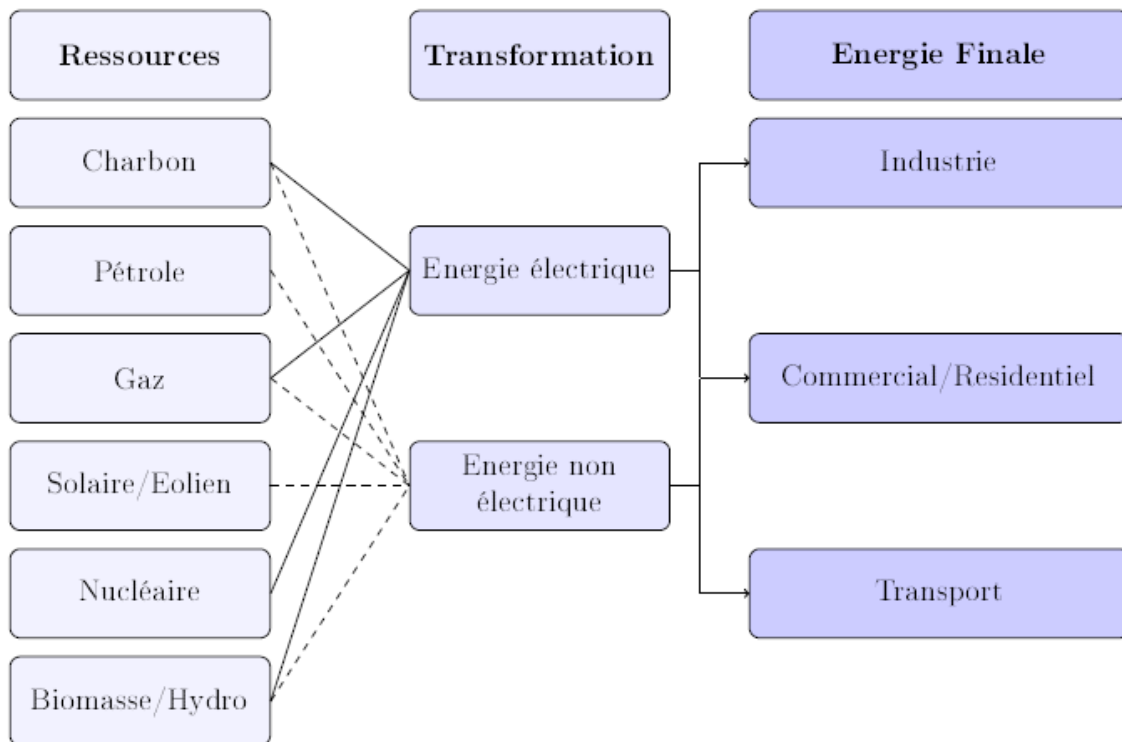 Ressources
Transformation
Energie Finale
Charbon
Industrie
Pétrole
Energie électrique
Gaz
Commercial/Residentiel
Solaire/Eolien
Energie non
électrique
Nucléaire
Transport
Biomasse/Hydro